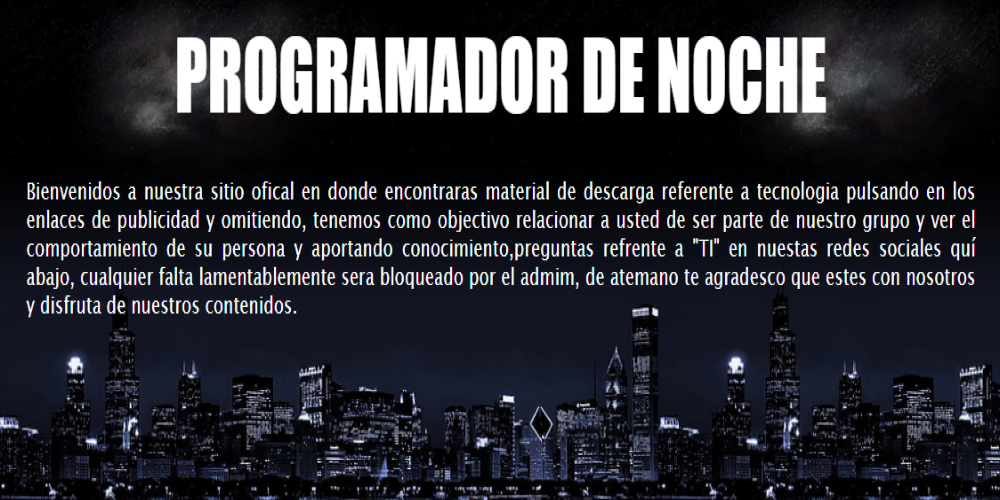 PROGRAMADOR DE NOCHE
Bienvenidos a nuestra sitio ofical en donde encontraras material de descarga referente a tecnologia pulsando en los
enlaces de publicidad y omitiendo, tenemos como objectivo relacionar a usted de ser parte de nuestro grupo y ver el
comportamiento de su persona y aportando conocimiento,preguntas refrente a "TI" en nuestas redes sociales quí
abajo, cualquier falta lamentablemente sera bloqueado por el admim, de atemano te agradesco que estes con nosotros
y disfruta de nuestros contenidos.